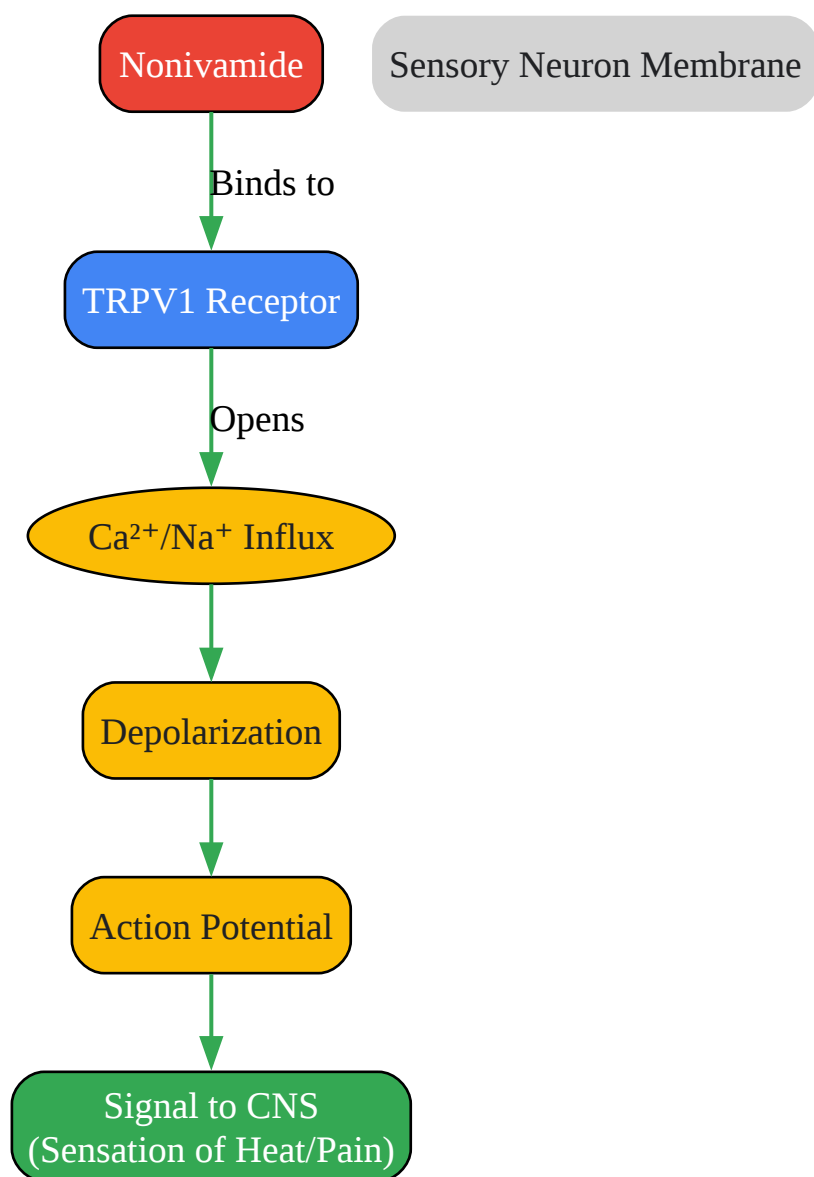 Nonivamide
Sensory Neuron Membrane
Binds to
TRPV1 Receptor
Opens
Ca²⁺/Na⁺ Influx
Depolarization
Action Potential
Signal to CNS
(Sensation of Heat/Pain)